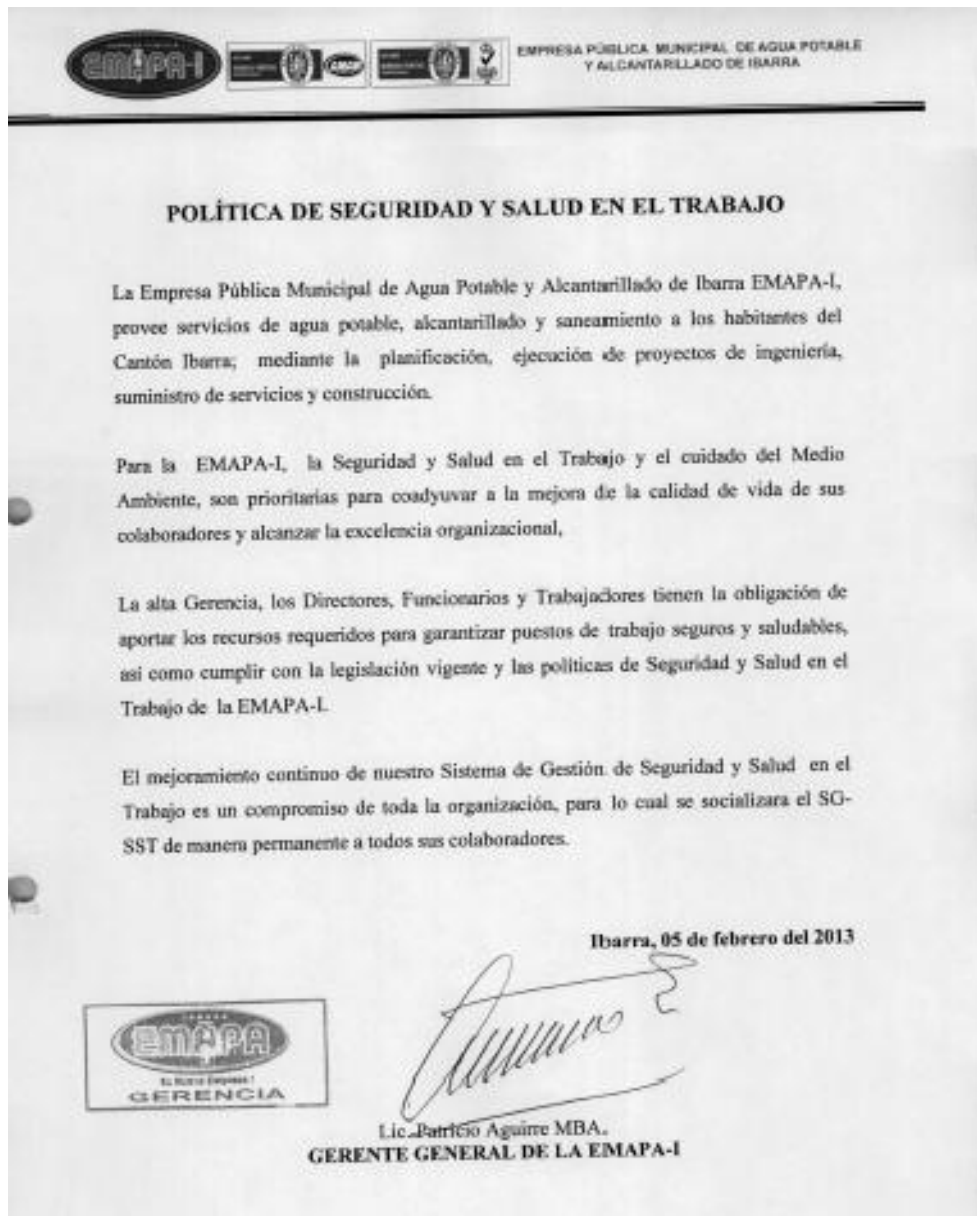 EMAPA-I
EMPRESA PÚBLICA MUNICIPAL DE AGUA POTABLE
Y ALCANTARILLADO DE IBARRA
POLÍTICA DE SEGURIDAD Y SALUD EN EL TRABAJO
La Empresa Pública Municipal de Agua Potable y Alcantarillado de Ibarra EMAPA-I,
provee servicios de agua potable, alcantarillado y saneamiento a los habitantes del
Cantón Ibarra; mediante la planificación, ejecución de proyectos de ingeniería,
suministro de servicios y construcción.
Para la EMAPA-I, la Seguridad y Salud en el Trabajo y el cuidado del Medio
Ambiente, son prioritarias para coadyuvar a la mejora de la calidad de vida de sus
colaboradores y alcanzar la excelencia organizacional,
La alta Gerencia, los Directores, Funcionarios y Trabajadores tienen la obligación de
aportar los recursos requeridos para garantizar puestos de trabajo seguros y saludables,
así como cumplir con la legislación vigente y las políticas de Seguridad y Salud en el
Trabajo de la EMAPA-I.
El mejoramiento continuo de nuestro Sistema de Gestión de Seguridad y Salud en el
Trabajo es un compromiso de toda la organización, para lo cual se socializara el SG-
SST de manera permanente a todos sus colaboradores.
Ibarra, 05 de febrero del 2013
EMAPA
GERENCIA
Lic. Patricio Aguirre MBA.
GERENTE GENERAL DE LA EMAPA-I